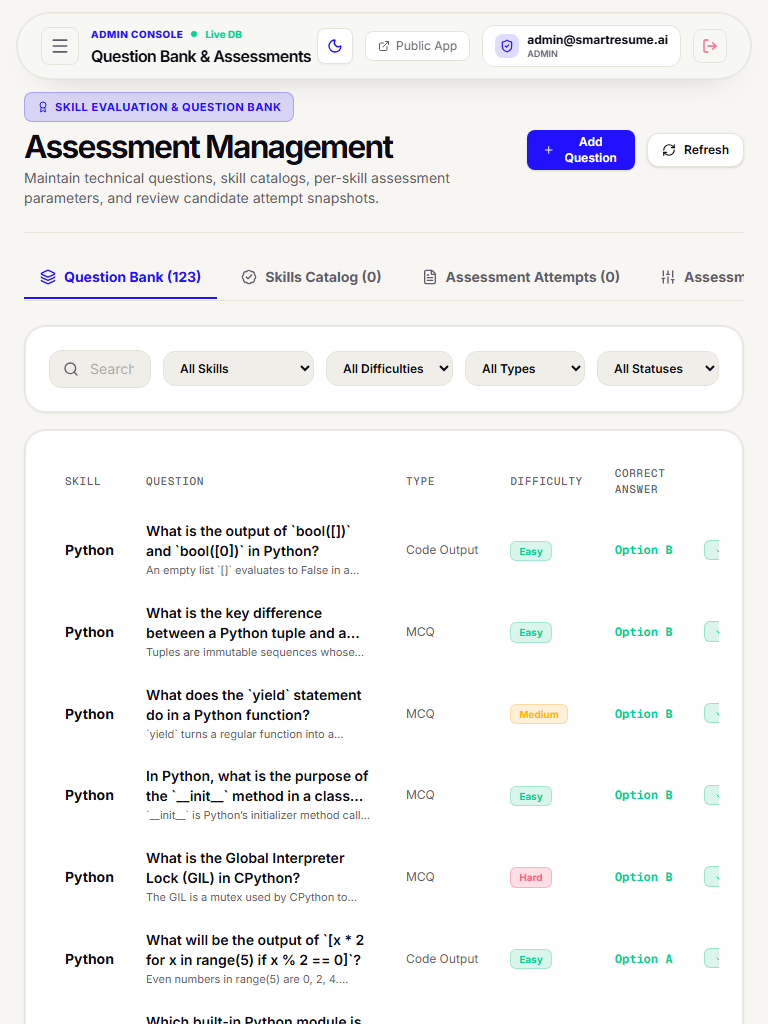 ADMIN CONSOLE Live DB
Question Bank & Assessments
Public App
admin@smartresume.ai
ADMIN
SKILL EVALUATION & QUESTION BANK
Assessment Management
Maintain technical questions, skill catalogs, per-skill assessment
parameters, and review candidate attempt snapshots.
Add
Question
Refresh
Question Bank (123) Skills Catalog (0) Assessment Attempts (0) Assessm
Search All Skills All Difficulties All Types All Statuses
SKILL QUESTION TYPE DIFFICULTY CORRECT
ANSWER
What is the output of `bool([])`
and `bool([0])` in Python?
An empty list `[]` evaluates to False in a...
Python Code Output Easy Option B
What is the key difference
between a Python tuple and a...
Tuples are immutable sequences whose...
Python MCQ Easy Option B
What does the `yield` statement
do in a Python function?
`yield` turns a regular function into a...
Python MCQ Medium Option B
In Python, what is the purpose of
the `__init__` method in a class...
`__init__` is Python's initializer method call...
Python MCQ Easy Option B
What is the Global Interpreter
Lock (GIL) in CPython?
The GIL is a mutex used by CPython to...
Python MCQ Hard Option B
What will be the output of `[x * 2
for x in range(5) if x % 2 == 0]`?
Even numbers in range(5) are 0, 2, 4....
Python Code Output Easy Option A
Which built-in Python module is